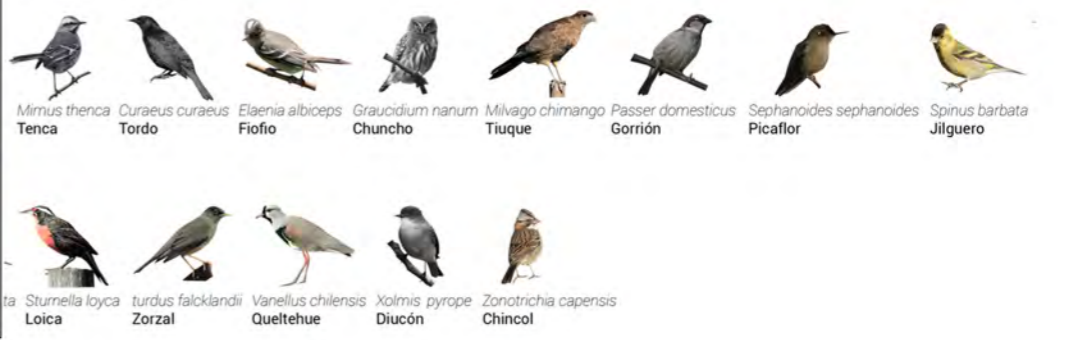 Mimus thenca Curaeus curaeus Elaenia albiceps Graucidium nanum Milvago chimango Passer domesticus Sephanoides sephanoides Spinus barbata
Tenca Tordo Fiofio Chuncho Tiuque Gorrión Picaflor Jilguero
ta Sturnella loyca turdus falcklandii Vanellus chilensis Xolmis pyrope Zonotrichia capensis
Loica Zorzal Queltehue Diucón Chincol